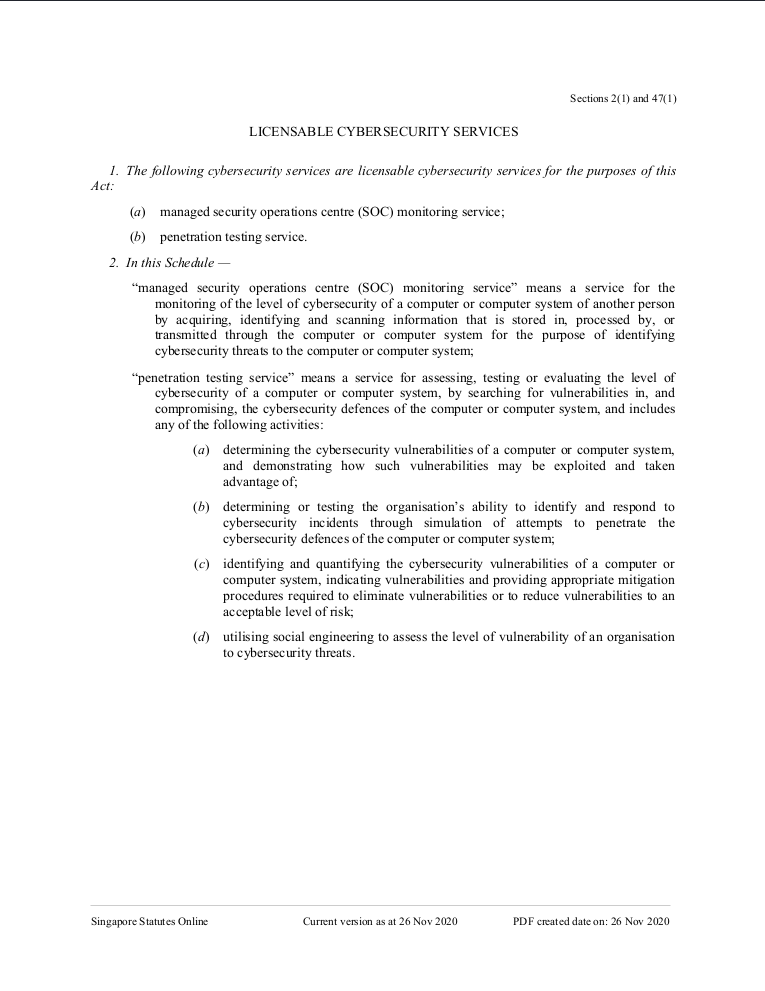 Sections 2(1) and 47(1)
LICENSABLE CYBERSECURITY SERVICES
1. The following cybersecurity services are licensable cybersecurity services for the purposes of this
Act:
(a) managed security operations centre (SOC) monitoring service;
(b) penetration testing service.
2. In this Schedule —
“managed security operations centre (SOC) monitoring service” means a service for the
monitoring of the level of cybersecurity of a computer or computer system of another person
by acquiring, identifying and scanning information that is stored in, processed by, or
transmitted through the computer or computer system for the purpose of identifying
cybersecurity threats to the computer or computer system;
“penetration testing service” means a service for assessing, testing or evaluating the level of
cybersecurity of a computer or computer system, by searching for vulnerabilities in, and
compromising, the cybersecurity defences of the computer or computer system, and includes
any of the following activities:
(a) determining the cybersecurity vulnerabilities of a computer or computer system,
and demonstrating how such vulnerabilities may be exploited and taken
advantage of;
(b) determining or testing the organisation’s ability to identify and respond to
cybersecurity incidents through simulation of attempts to penetrate the
cybersecurity defences of the computer or computer system;
(c) identifying and quantifying the cybersecurity vulnerabilities of a computer or
computer system, indicating vulnerabilities and providing appropriate mitigation
procedures required to eliminate vulnerabilities or to reduce vulnerabilities to an
acceptable level of risk;
(d) utilising social engineering to assess the level of vulnerability of an organisation
to cybersecurity threats.
Singapore Statutes Online Current version as at 26 Nov 2020 PDF created date on: 26 Nov 2020